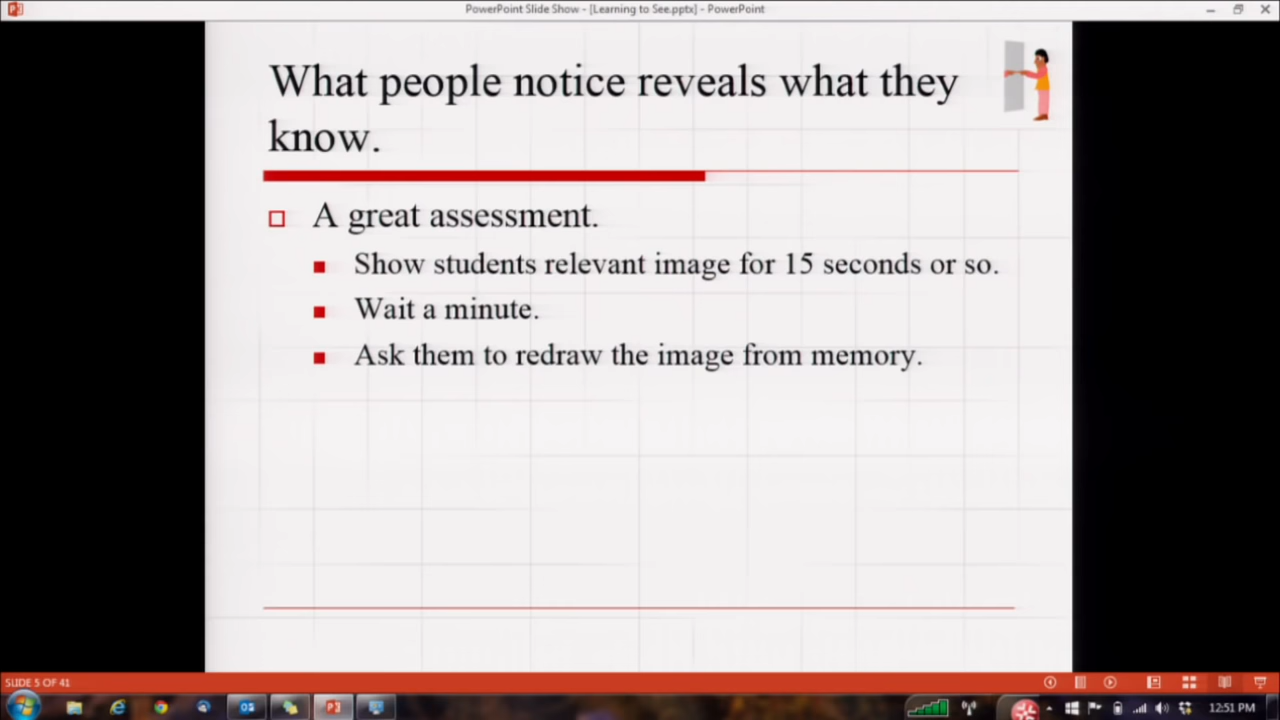 PowerPoint Slide Show - [Learning to See.pptx] - PowerPoint
What people notice reveals what they
know.
A great assessment.
Show students relevant image for 15 seconds or so.
Wait a minute.
Ask them to redraw the image from memory.
SLIDE 5 OF 41
12:51 PM